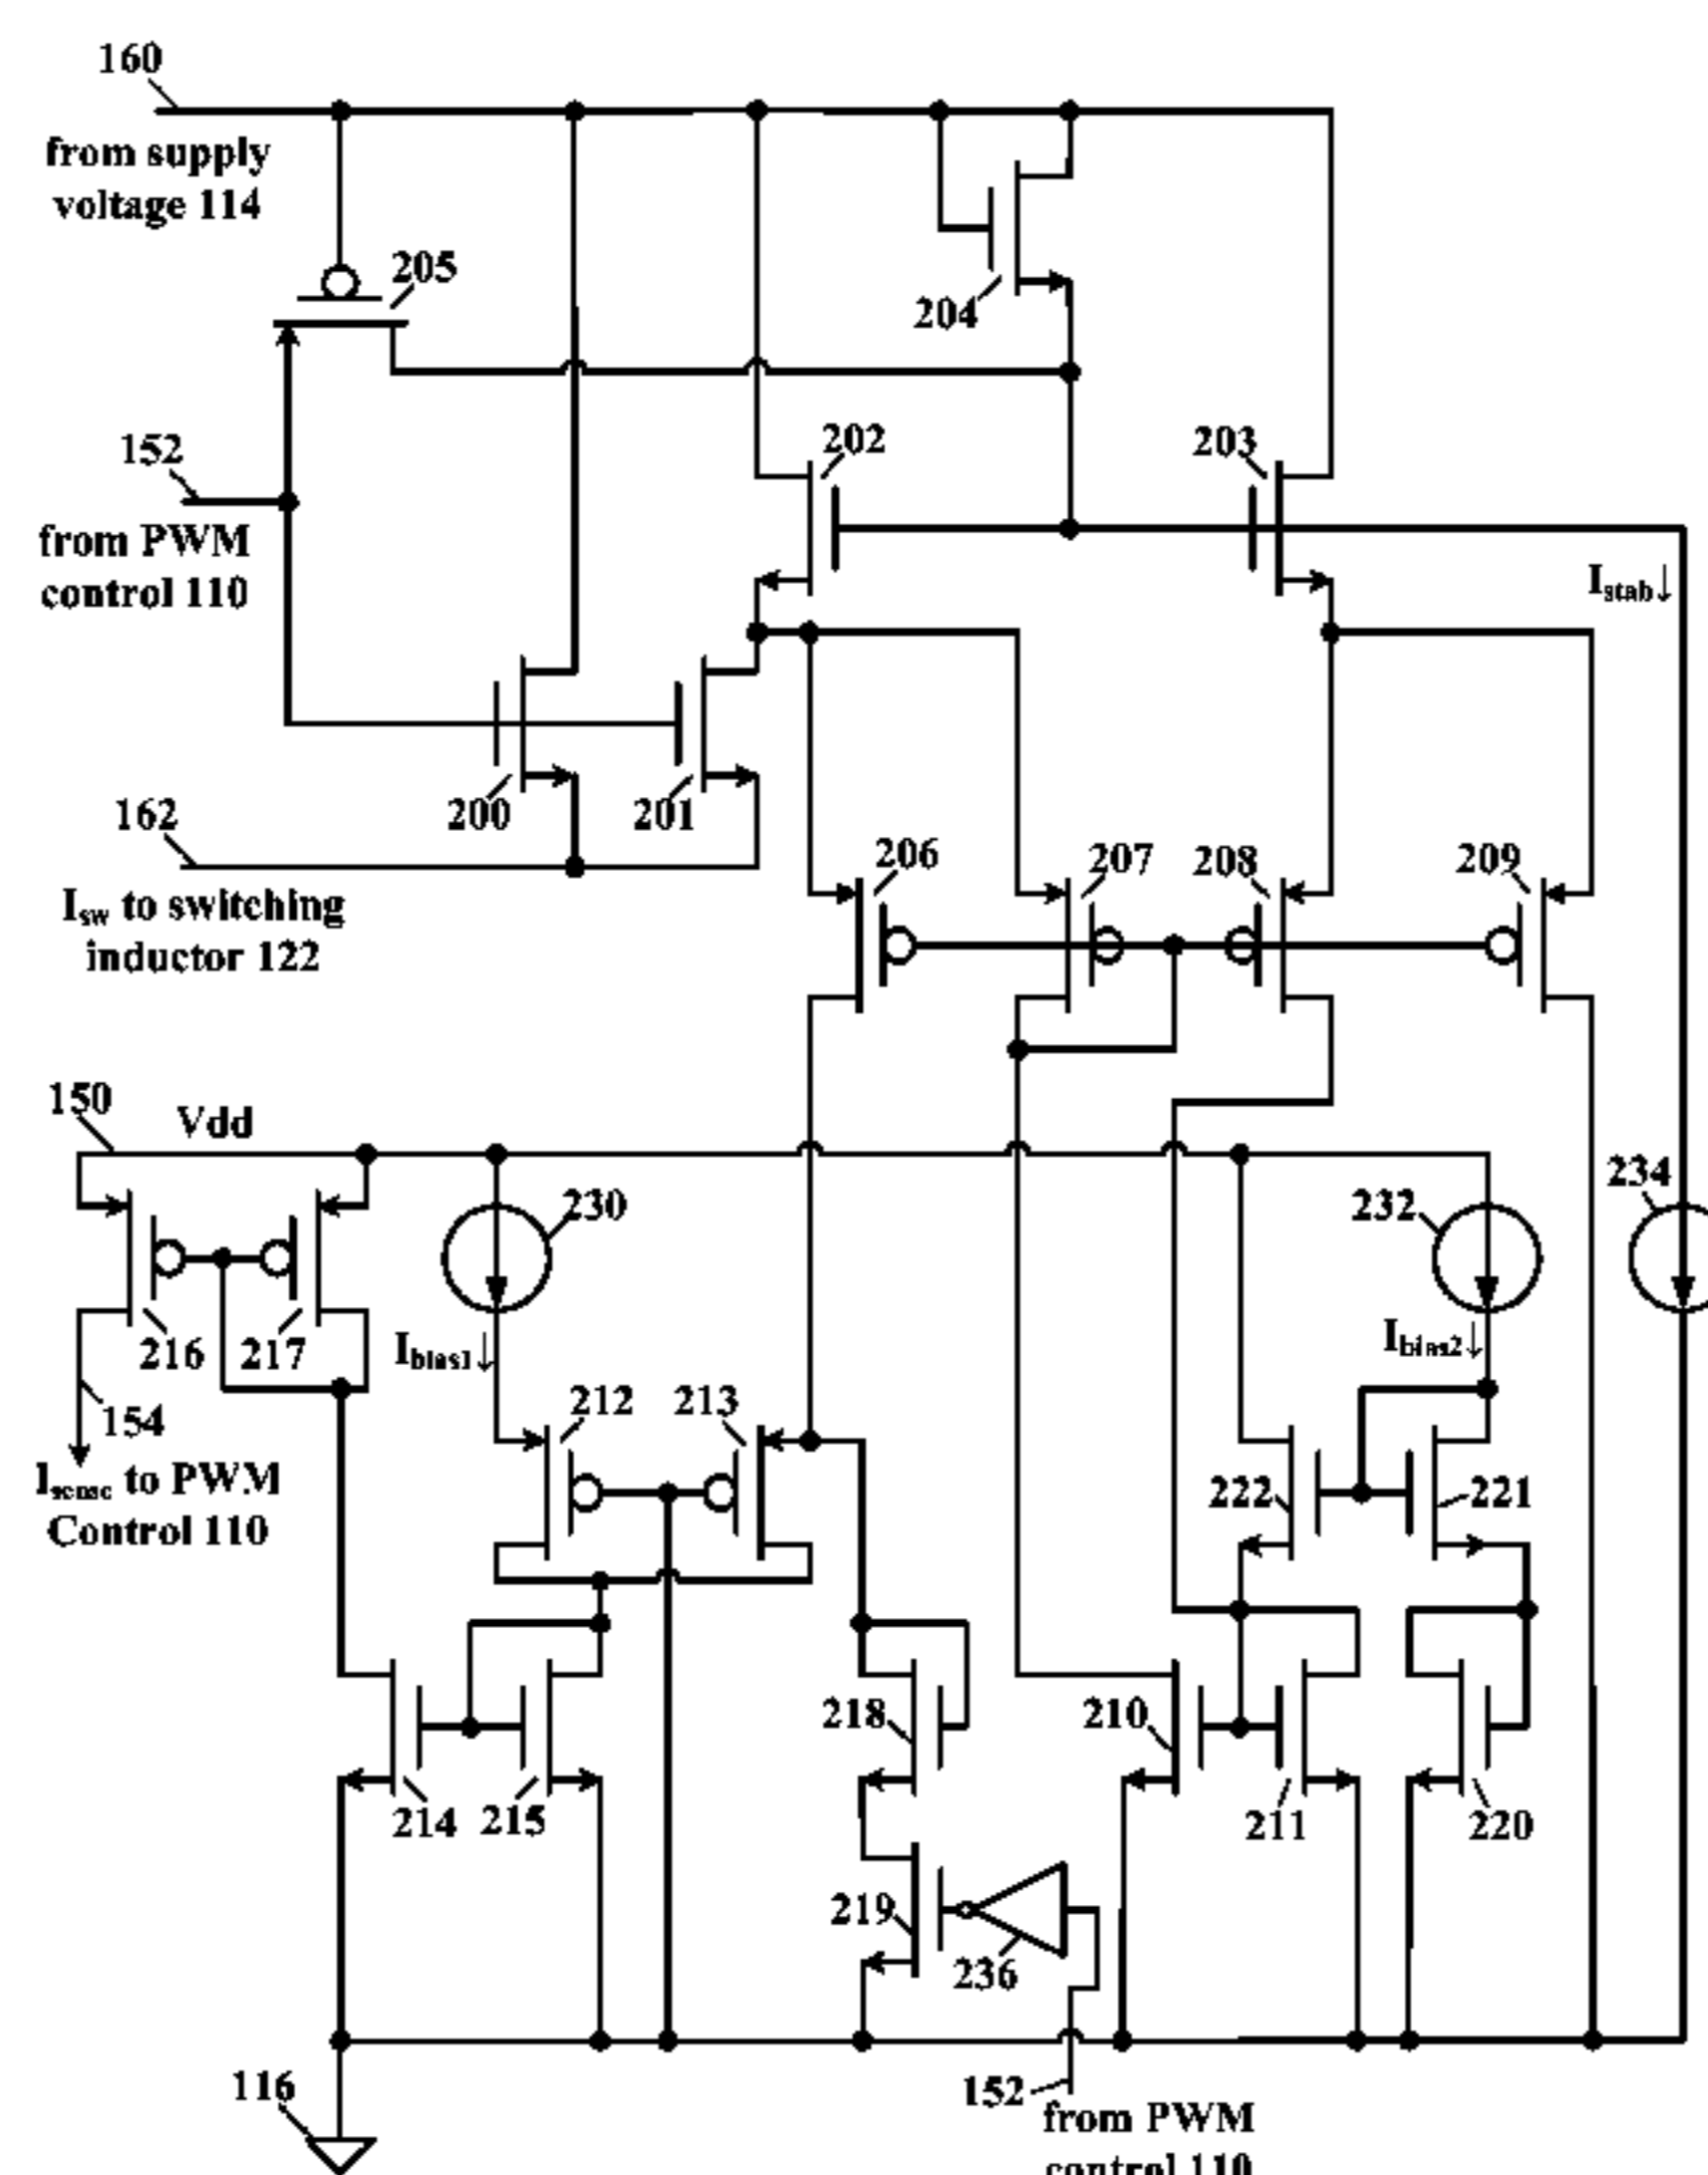 160
from supply
voltage 114
205
204
152
from PWM
control 110
202
203
Istab↓
200
201
162
Isw to switching
inductor 122
206
207
208
209
150
Vdd
230
232
234
216
217
Ibias1↓
Ibias2↓
154
Isense to PWM
Control 110
212
213
222
221
218
210
214
215
211
220
219
236
116
152
from PWM
control 110